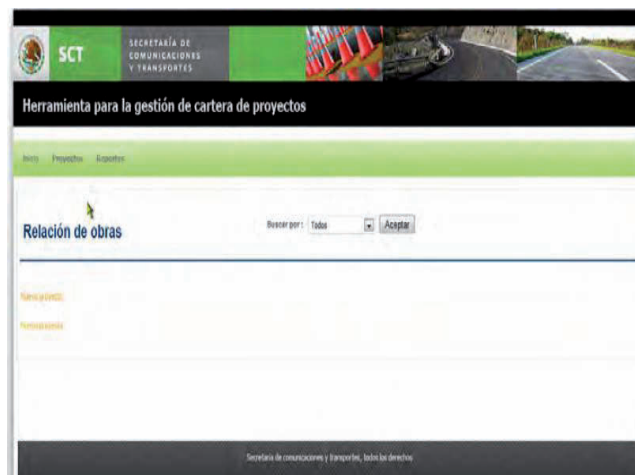 SCT
SECRETARÍA DE
COMUNICACIONES
Y TRANSPORTES
Herramienta para la gestión de cartera de proyectos
Inicio Proyectos Reportes
Relación de obras
Buscar por : Todos Aceptar
Secretaría de comunicaciones y transportes, todos los derechos